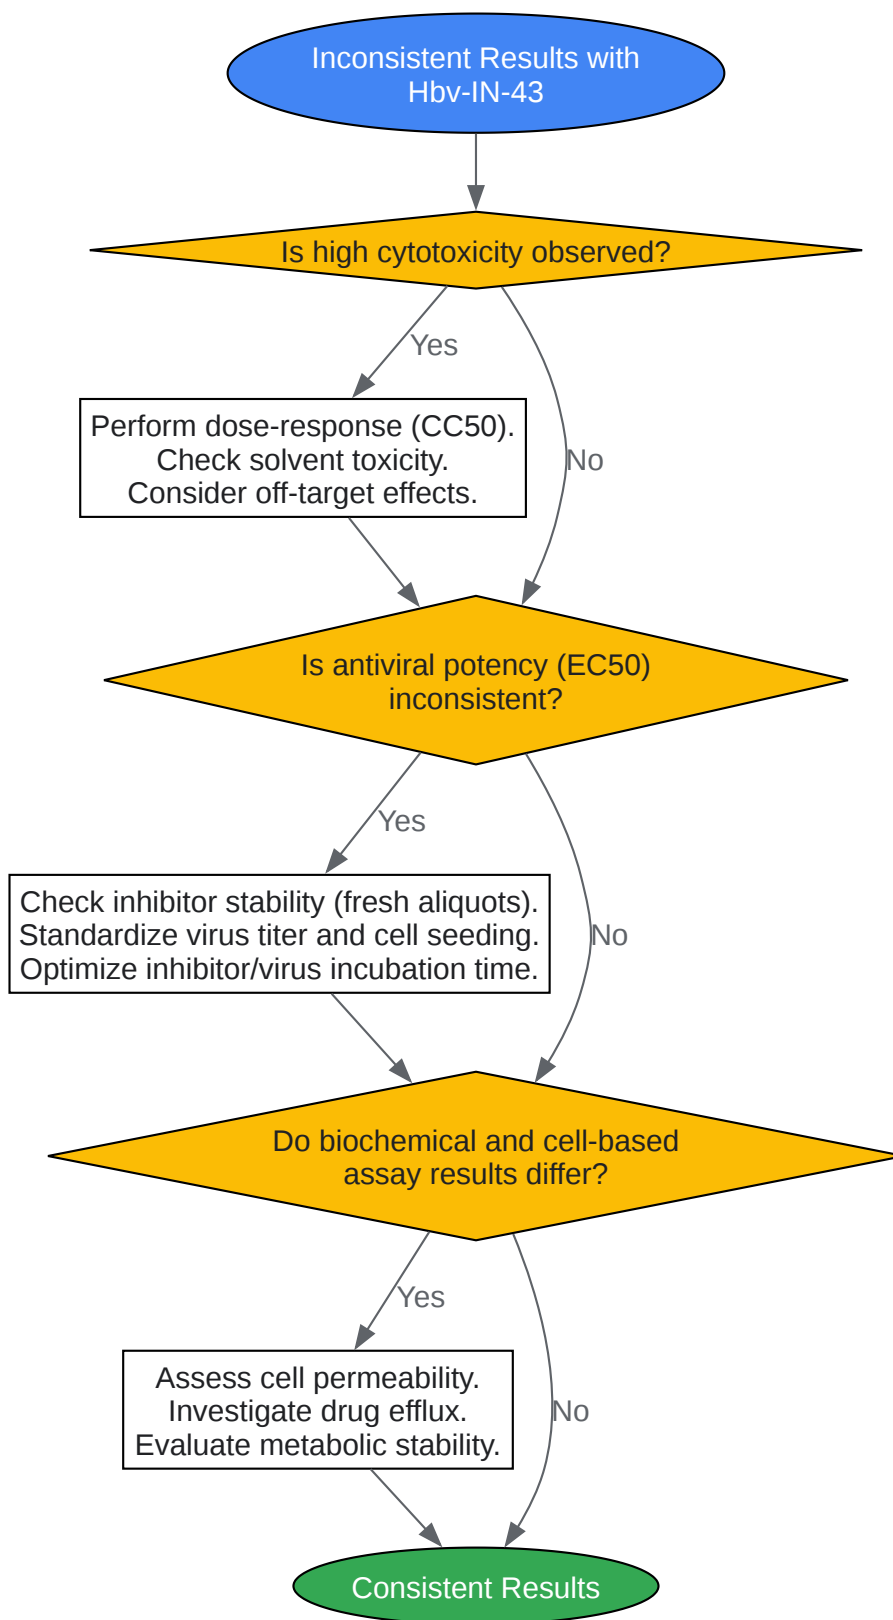 Inconsistent Results with
Hbv-IN-43
Is high cytotoxicity observed?
Yes
Perform dose-response (CC50).
Check solvent toxicity.
Consider off-target effects.
No
Is antiviral potency (EC50)
inconsistent?
Yes
Check inhibitor stability (fresh aliquots).
Standardize virus titer and cell seeding.
Optimize inhibitor/virus incubation time.
No
Do biochemical and cell-based
assay results differ?
Yes
Assess cell permeability.
Investigate drug efflux.
Evaluate metabolic stability.
No
Consistent Results